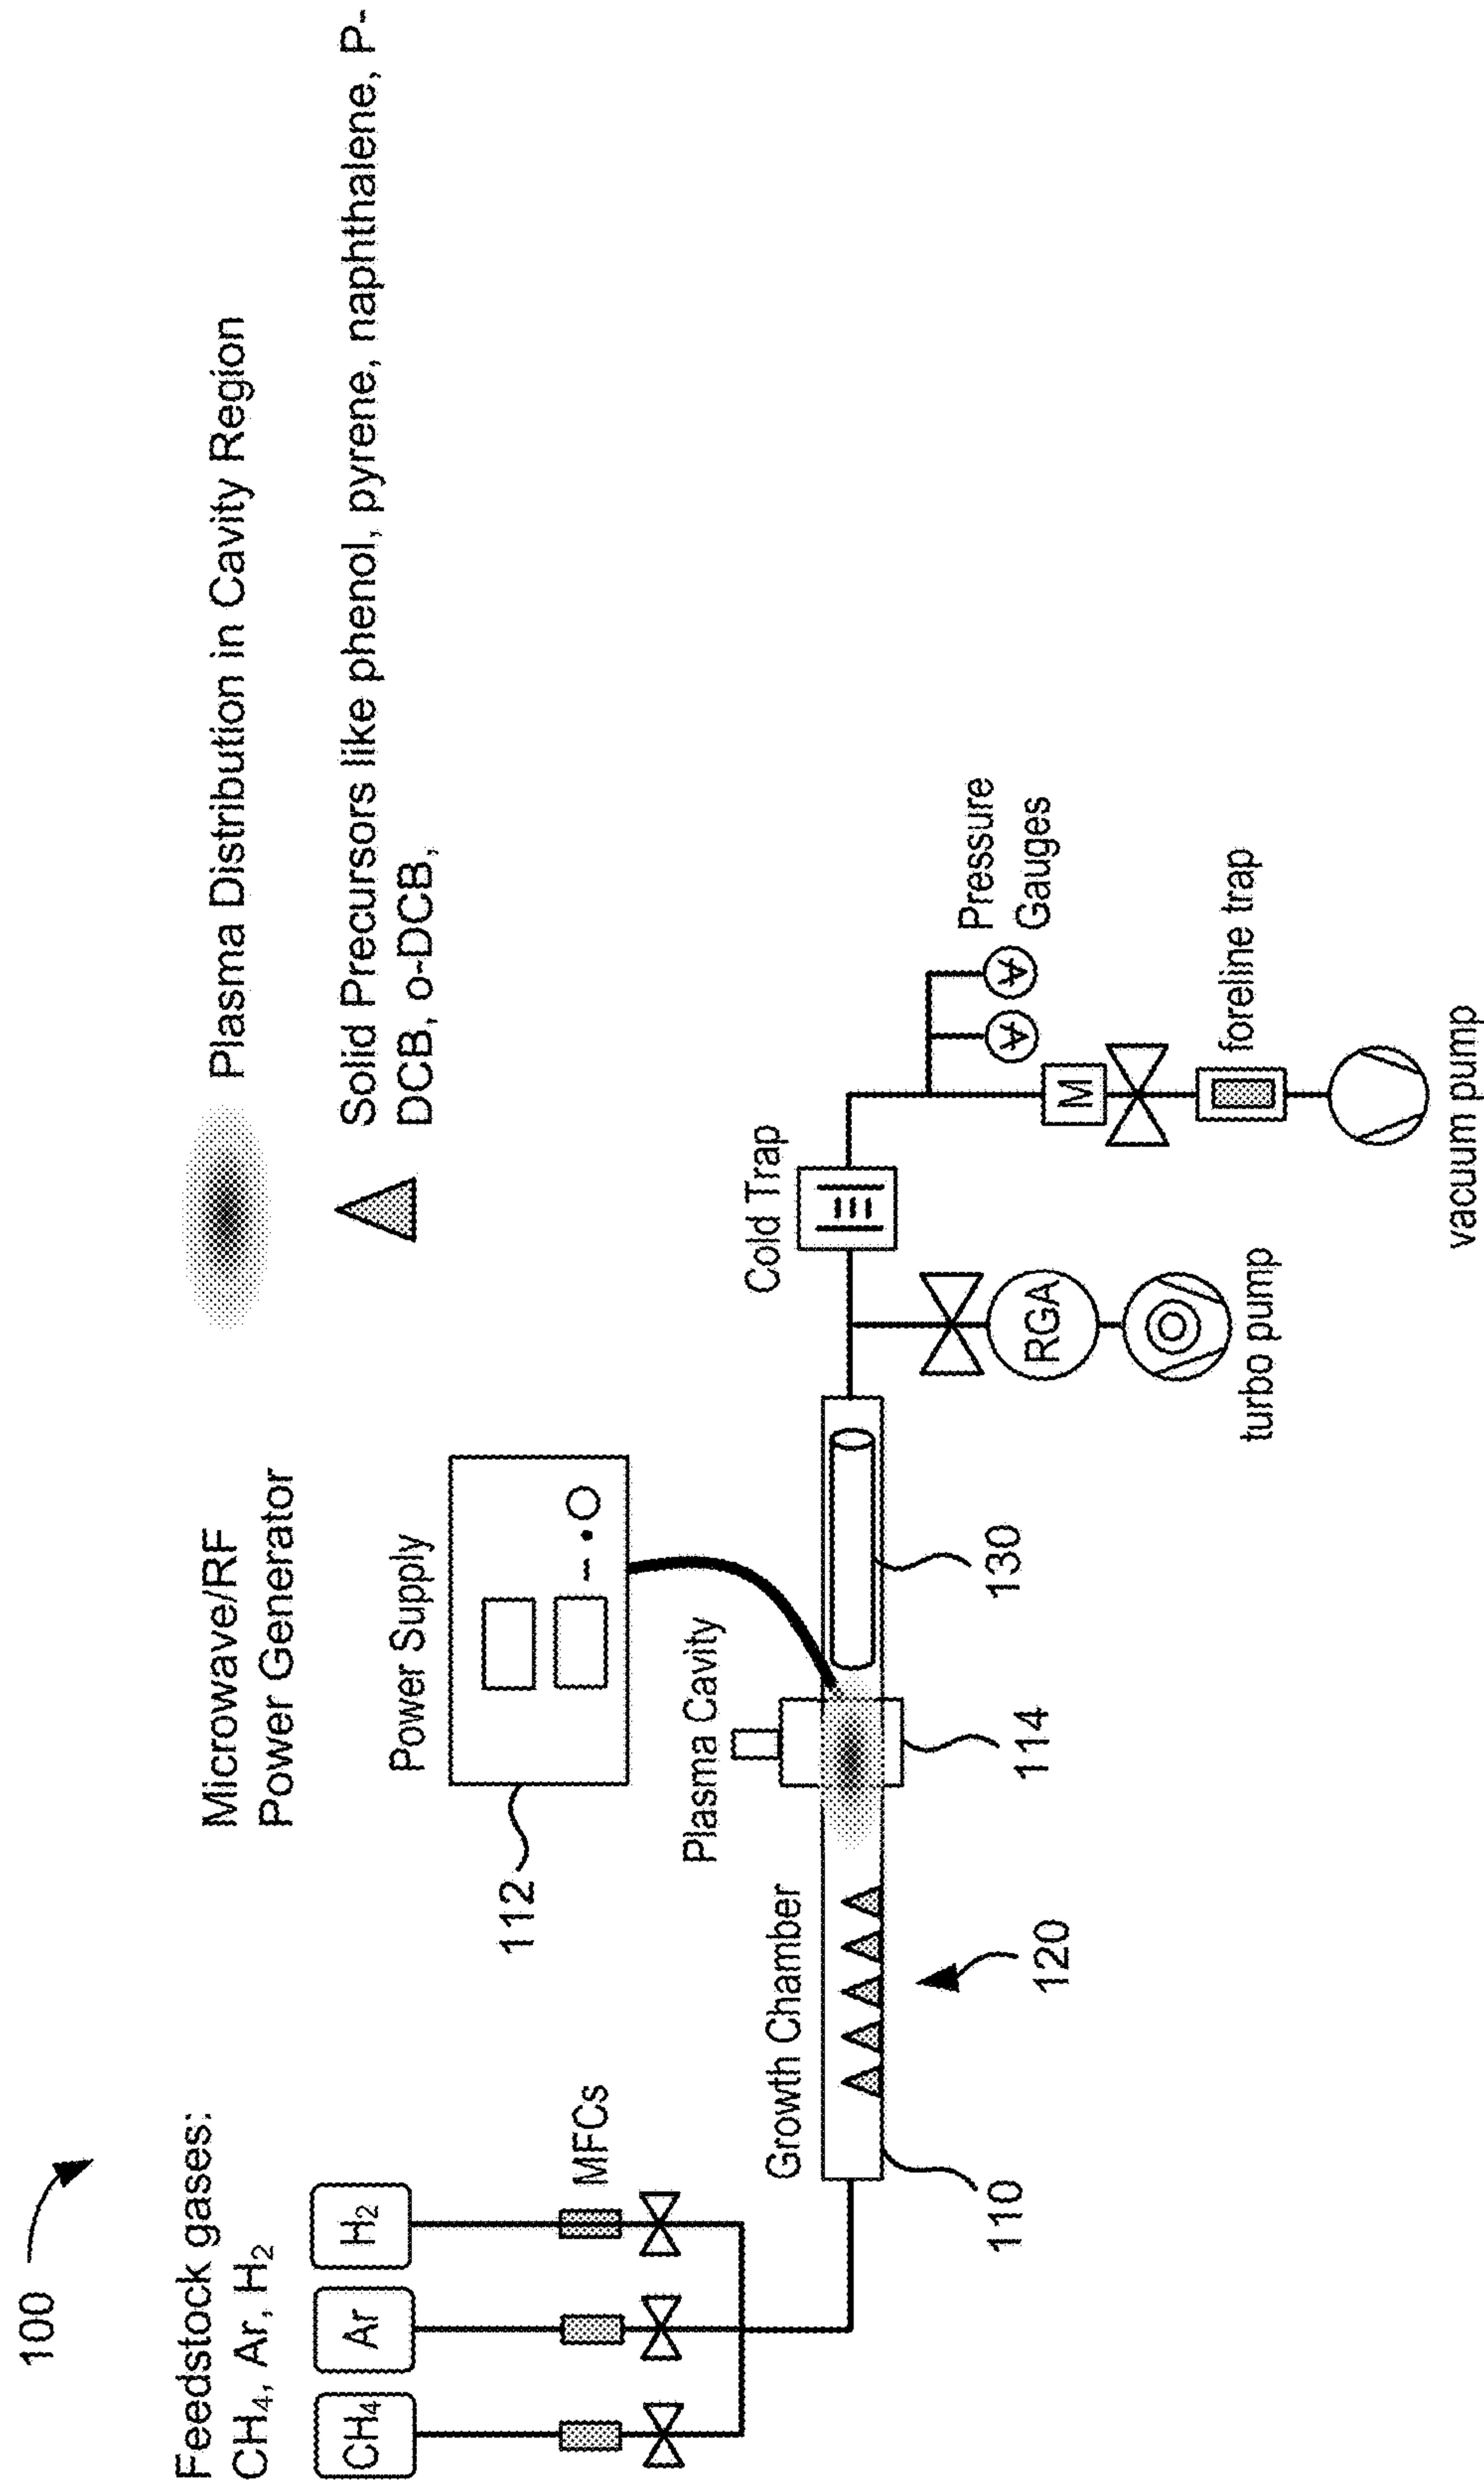 100
Feedstock gases:
CH₄, Ar, H₂
CH₄
Ar
H₂
MFCs
Microwave/RF
Power Generator
Power Supply
112
Plasma Distribution in Cavity Region
Solid Precursors like phenol, pyrene, naphthalene, P-
DCB, o-DCB,
Growth Chamber
Plasma Cavity
Cold Trap
110
120
114
130
RGA
turbo pump
Pressure
Gauges
A
A
M
foreline trap
vacuum pump